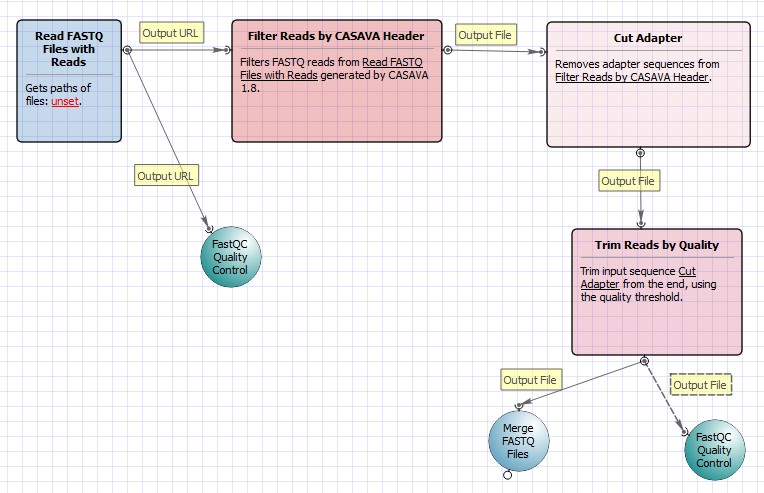 Read FASTQ
Files with
Reads
Gets paths of
files: unset.
Output URL
Filter Reads by CASAVA Header
Filters FASTQ reads from Read FASTQ
Files with Reads generated by CASAVA
1.8.
Output File
Cut Adapter
Removes adapter sequences from
Filter Reads by CASAVA Header.
Output URL
Output File
FastQC
Quality
Control
Trim Reads by Quality
Trim input sequence Cut
Adapter from the end, using
the quality threshold.
Output File
Output File
Merge
FASTQ
Files
FastQC
Quality
Control